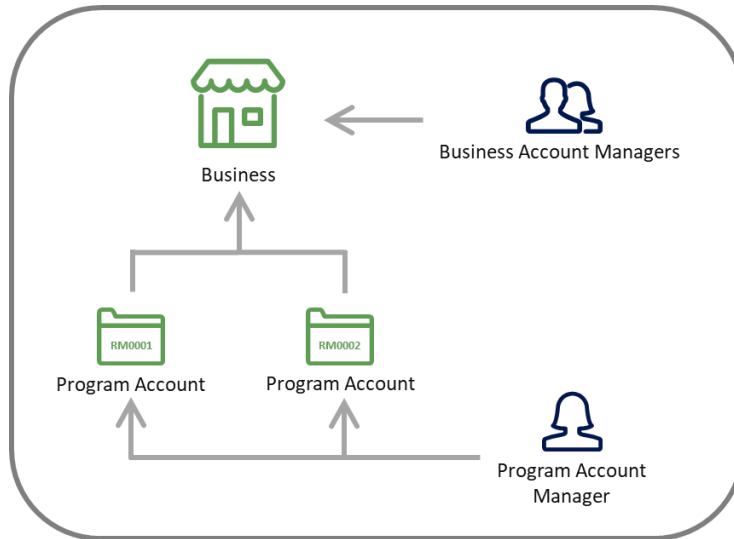 Business
Business Account Managers
RM0001
RM0002
Program Account
Program Account
Program Account
Manager